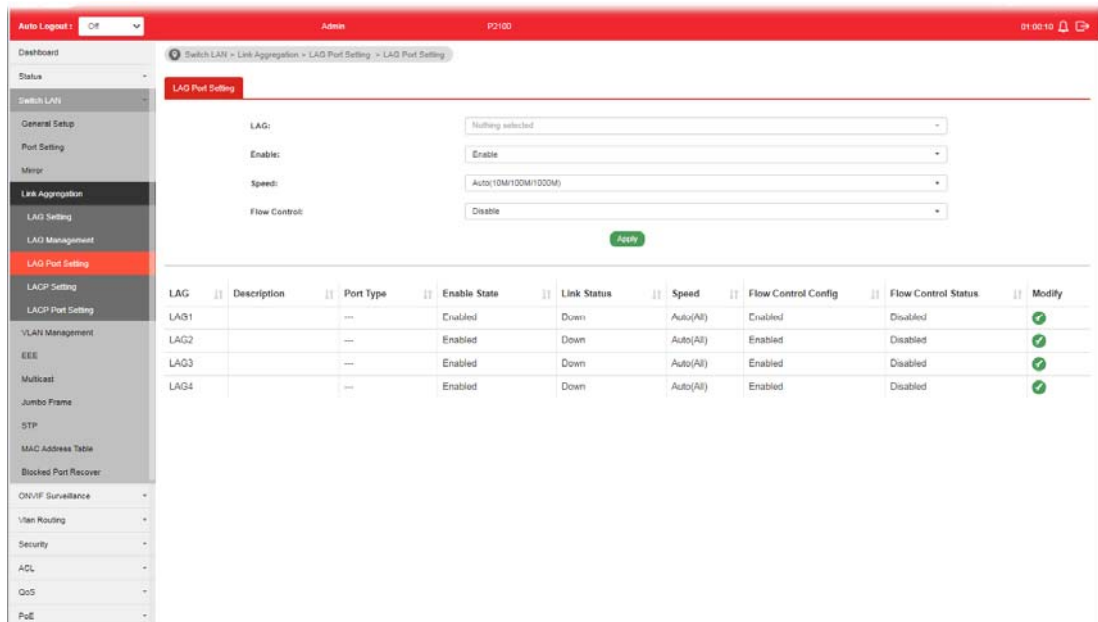 Auto Logout : Off Admin P2100 01:00:10
Dashboard
Status
Switch LAN
General Setup
Port Setting
Mirror
Link Aggregation
LAG Setting
LAG Management
LAG Port Setting
LACP Setting
LACP Port Setting
VLAN Management
EEE
Multicast
Jumbo Frame
STP
MAC Address Table
Blocked Port Recover
ONVIF Surveillance
Vlan Routing
Security
ACL
QoS
PoE
Switch LAN > Link Aggregation > LAG Port Setting > LAG Port Setting
LAG Port Setting
LAG: Nothing selected
Enable: Enable
Speed: Auto(10M/100M/1000M)
Flow Control: Disable
Apply
LAG Description Port Type Enable State Link Status Speed Flow Control Config Flow Control Status Modify
LAG1 --- Enabled Down Auto(All) Enabled Disabled
LAG2 --- Enabled Down Auto(All) Enabled Disabled
LAG3 --- Enabled Down Auto(All) Enabled Disabled
LAG4 --- Enabled Down Auto(All) Enabled Disabled